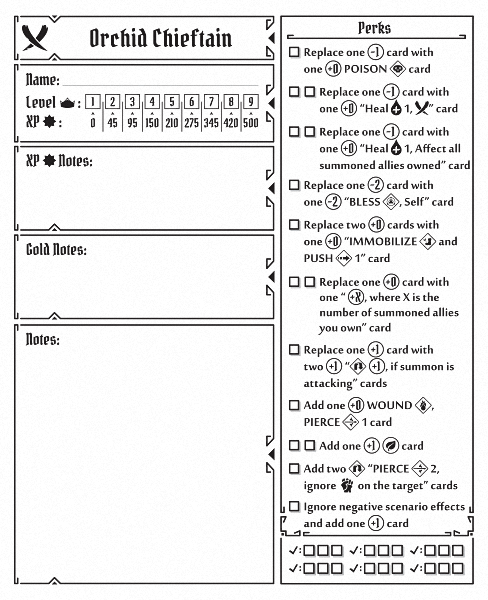 Orchid Chieftain
Name:
Level :
1 2 3 4 5 6 7 8 9
XP :
0 45 95 150 210 275 345 420 500
XP Notes:
Gold Notes:
Notes:
Perks
Replace one -1 card with
one +0 POISON card
Replace one -1 card with
one +0 “Heal 1, ” card
Replace one -1 card with
one +0 “Heal 1, Affect all
summoned allies owned” card
Replace one -2 card with
one -2 “BLESS , Self” card
Replace two +0 cards with
one +0 “IMMOBILIZE and
PUSH 1” card
Replace one +0 card with
one “ +X, where X is the
number of summoned allies
you own” card
Replace one +1 card with
two +1 “ +1, if summon is
attacking” cards
Add one +0 WOUND ,
PIERCE 1 card
Add one +1 card
Add two “PIERCE 2,
ignore on the target” cards
Ignore negative scenario effects
and add one +1 card
✓: ✓: ✓:
✓: ✓: ✓: